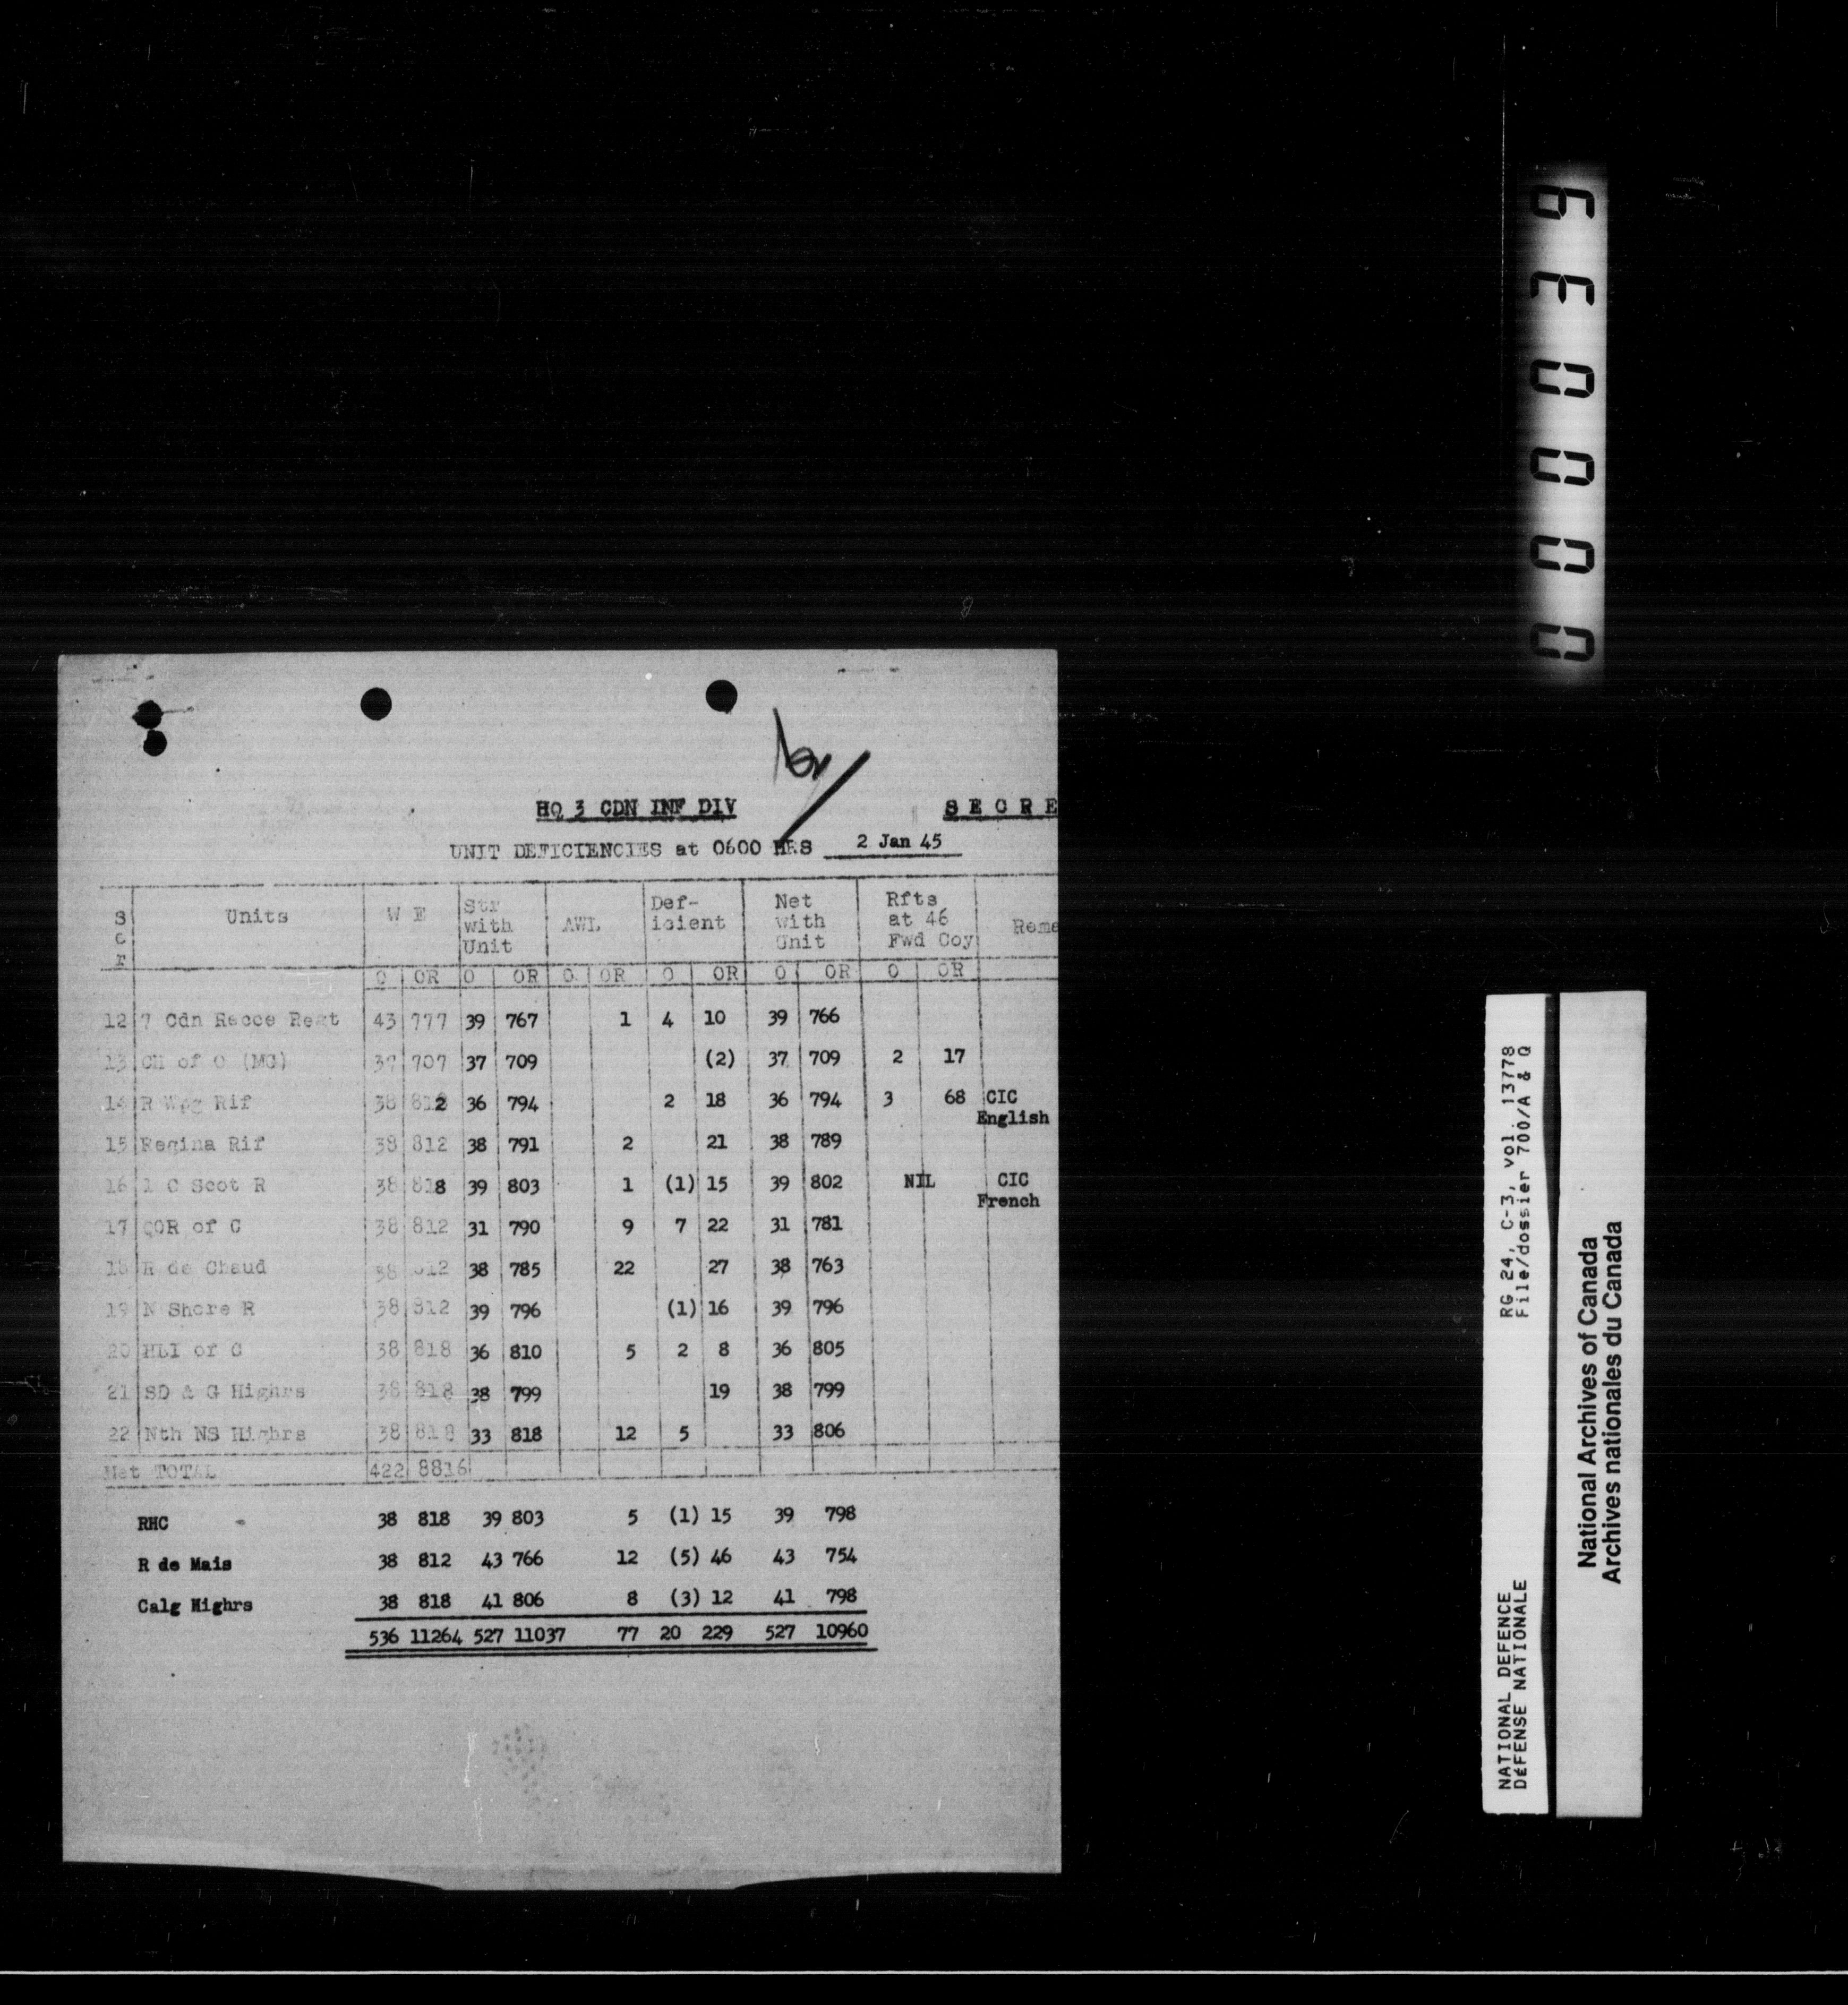 HQ 3 CDN INF DIV SECRE
UNIT DEFICIENCIES at 0600 HRS 2 Jan 45
S C F Units W E Str with Unit AWL Def-icient Net with Unit Rfts at 46 Fwd Coy Rema
O OR O OR O OR O OR O OR O OR
12 7 Cdn Recce Regt 43 777 39 767 1 4 10 39 766
13 CH of O (MG) 37 707 37 709 (2) 37 709 2 17
14 R Wpg Rif 38 812 36 794 2 18 36 794 3 68 CIC English
15 Regina Rif 38 812 38 791 2 21 38 789
16 1 C Scot R 38 818 39 803 1 (1) 15 39 802 NIL CIC French
17 QOR of C 38 812 31 790 9 7 22 31 781
18 R de Chaud 38 812 38 785 22 27 38 763
19 N Shore R 38 812 39 796 (1) 16 39 796
20 HLI of C 38 818 36 810 5 2 8 36 805
21 SD & G Highrs 38 818 38 799 19 38 799
22 Nth NS Highrs 38 818 33 818 12 5 33 806
Net TOTAL 422 8816
RHC 38 818 39 803 5 (1) 15 39 798
R de Mais 38 812 43 766 12 (5) 46 43 754
Calg Highrs 38 818 41 806 8 (3) 12 41 798
536 11264 527 11037 77 20 229 527 10960
000039
NATIONAL DEFENCE RG 24, C-3, vol. 13778
DÉFENSE NATIONALE File/dossier 700/A & Q
National Archives of Canada
Archives nationales du Canada